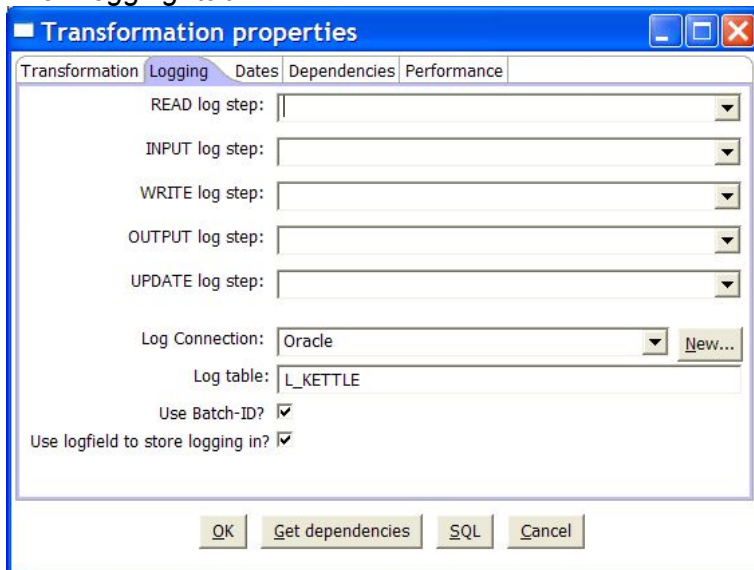 Transformation properties
Transformation Logging Dates Dependencies Performance
READ log step:
INPUT log step:
WRITE log step:
OUTPUT log step:
UPDATE log step:
Log Connection: Oracle New...
Log table: L_KETTLE
Use Batch-ID?
Use logfield to store logging in?
OK Get dependencies SQL Cancel